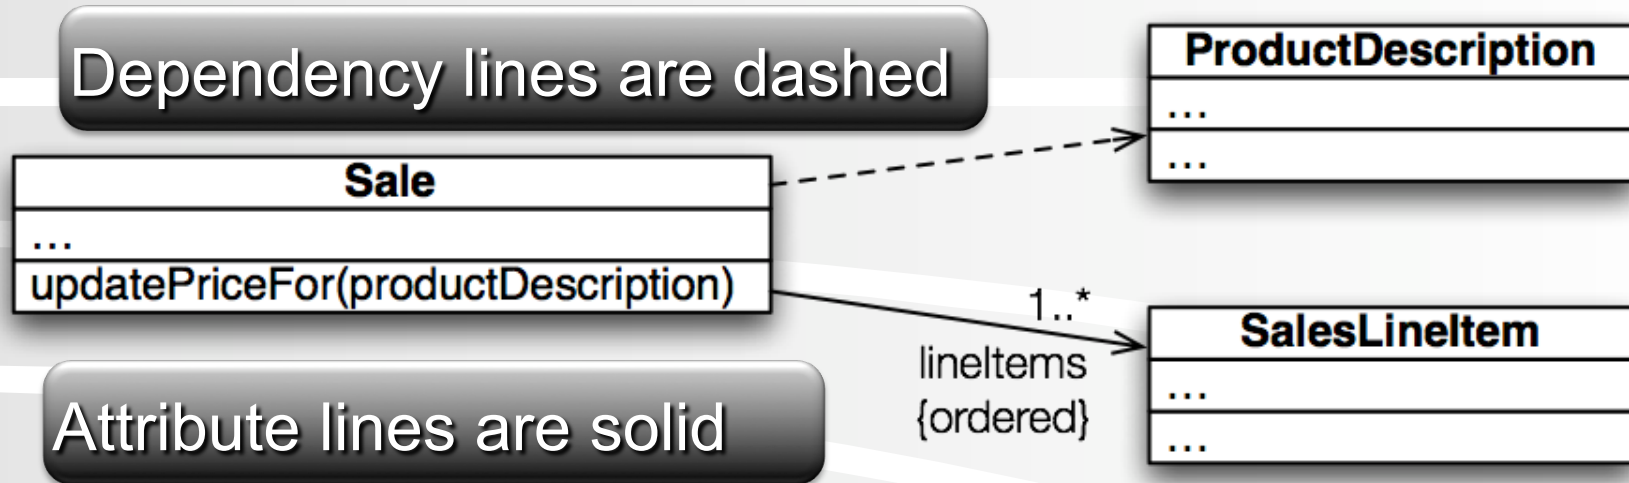 Dependency lines are dashed
ProductDescription
...
...
Sale
...
updatePriceFor(productDescription)
1..*
lineItems
{ordered}
SalesLineItem
...
...
Attribute lines are solid